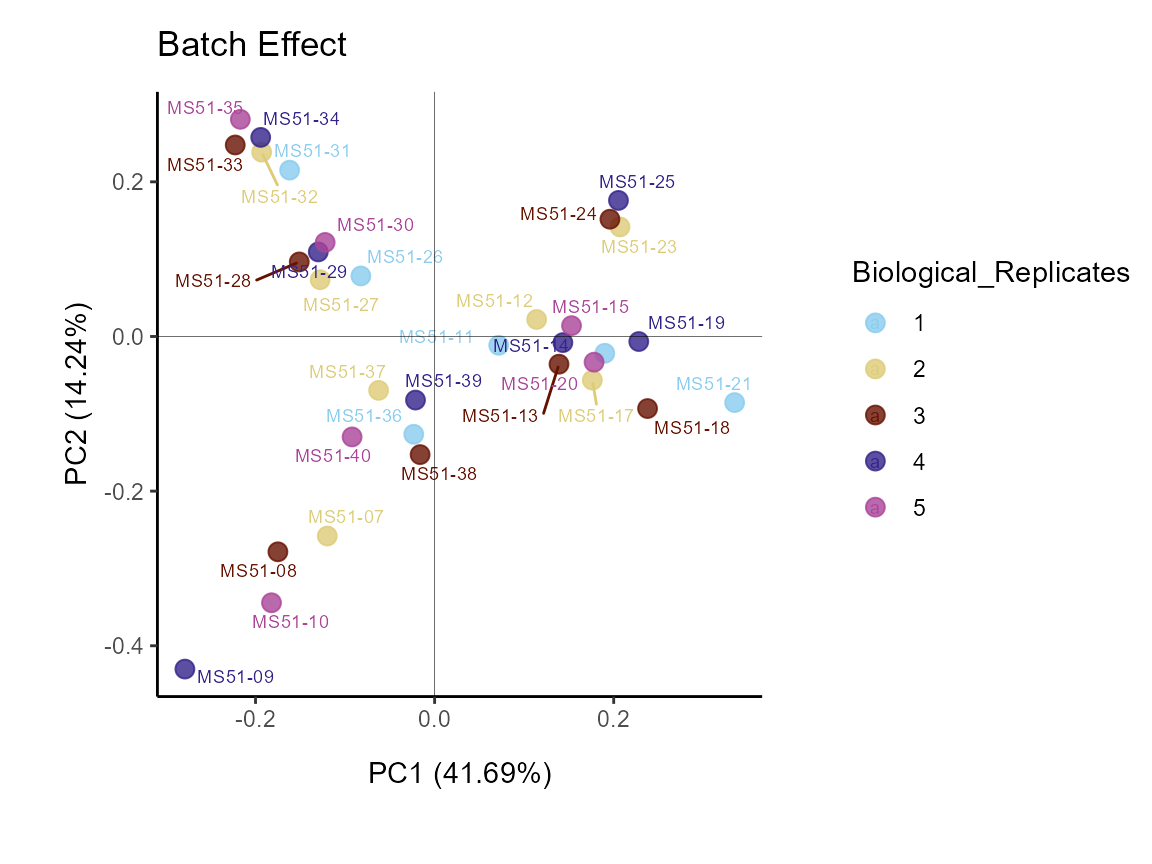 Batch Effect
MS51-35
MS51-34
MS51-31
MS51-33
MS51-32
MS51-25
MS51-24
MS51-23
MS51-30
MS51-26
MS51-28
MS51-29
MS51-27
MS51-12
MS51-15
MS51-19
MS51-11
MS51-14
MS51-37
MS51-39
MS51-20
MS51-21
MS51-36
MS51-13
MS51-17
MS51-18
MS51-40
MS51-38
MS51-07
MS51-08
MS51-10
MS51-09
0.2
0.0
-0.2
-0.4
PC2 (14.24%)
-0.2
0.0
0.2
PC1 (41.69%)
Biological_Replicates
a 1
a 2
a 3
a 4
a 5